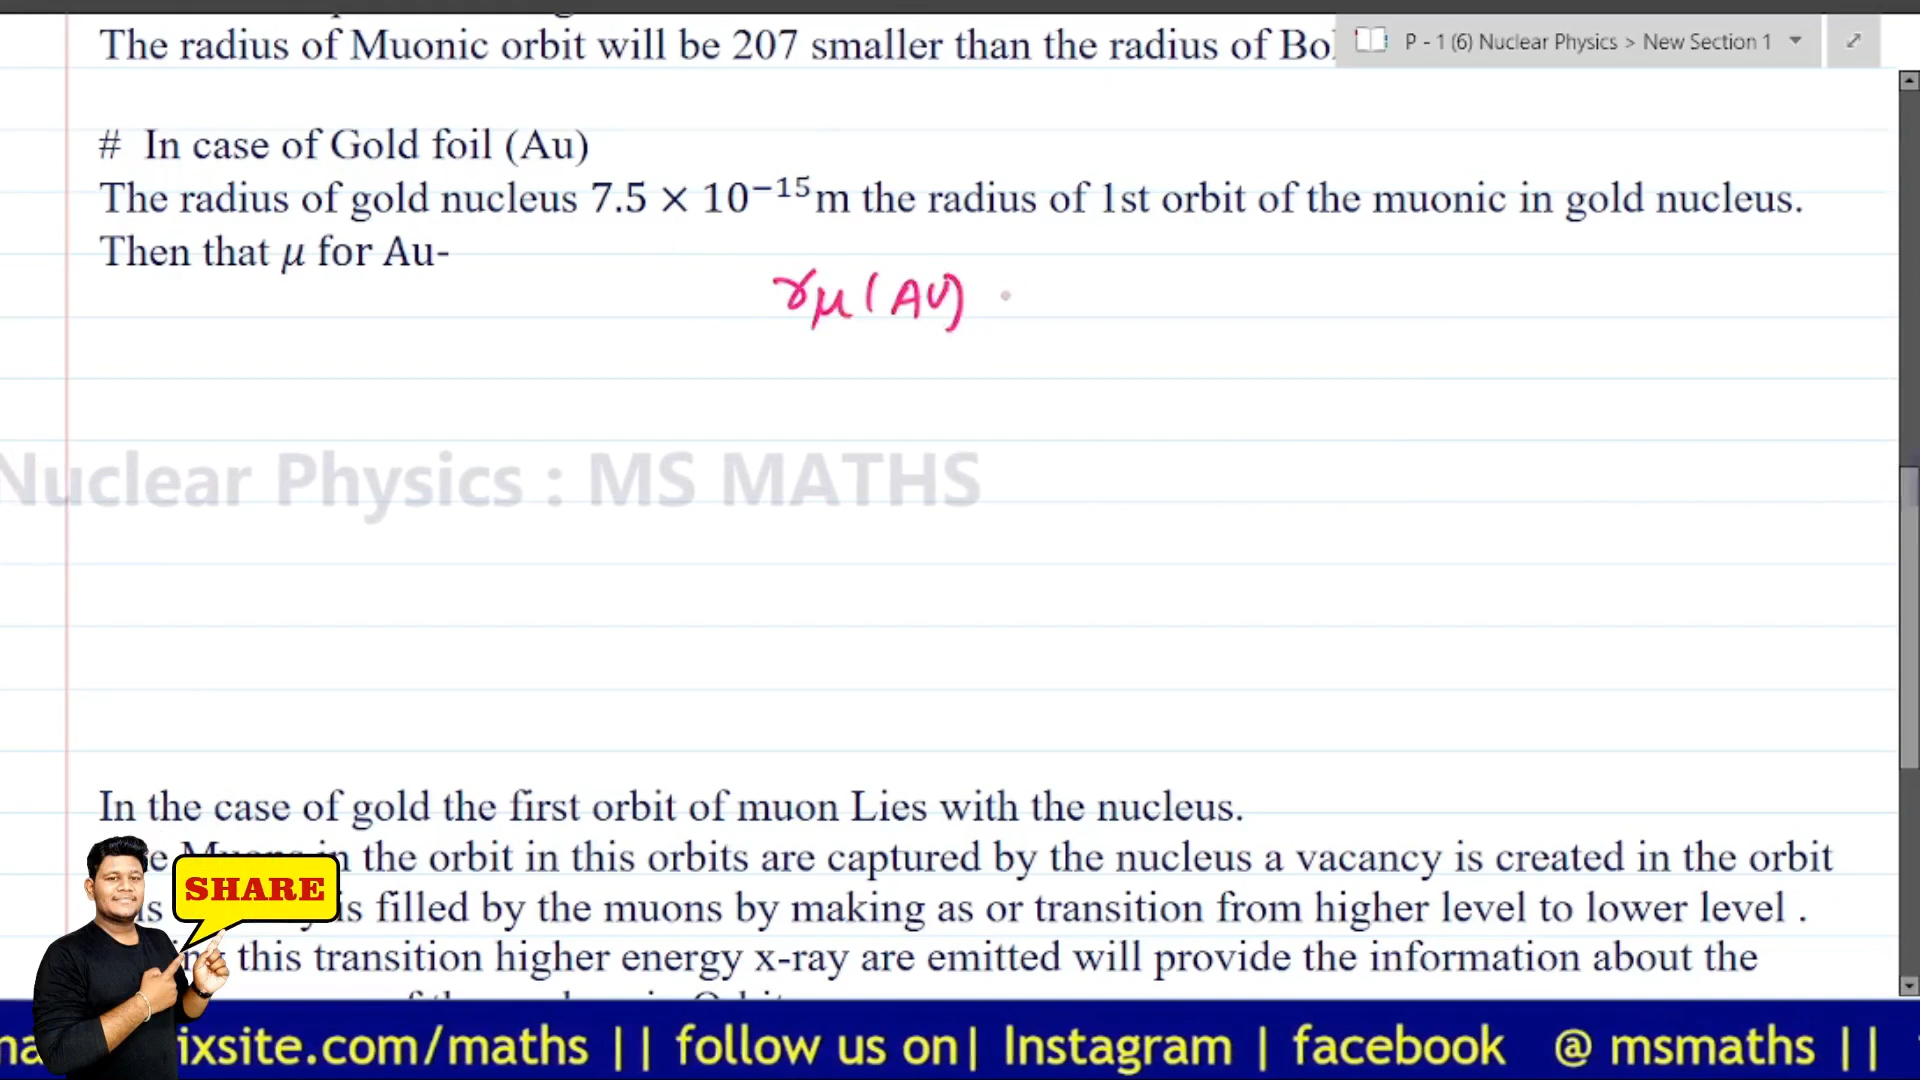 The radius of Muonic orbit will be 207 smaller than the radius of
P - 1 (6) Nuclear Physics > New Section 1
# In case of Gold foil (Au)
The radius of gold nucleus 7.5 × 10⁻¹⁵m the radius of 1st orbit of the muonic in gold nucleus.
Then that μ for Au-
rμ(AU)
Nuclear Physics : MS MATHS
In the case of gold the first orbit of muon Lies with the nucleus.
in the orbit in this orbits are captured by the nucleus a vacancy is created in the orbit
is filled by the muons by making as or transition from higher level to lower level .
this transition higher energy x-ray are emitted will provide the information about the
SHARE
ixsite.com/maths || follow us on| Instagram | facebook @ msmaths ||